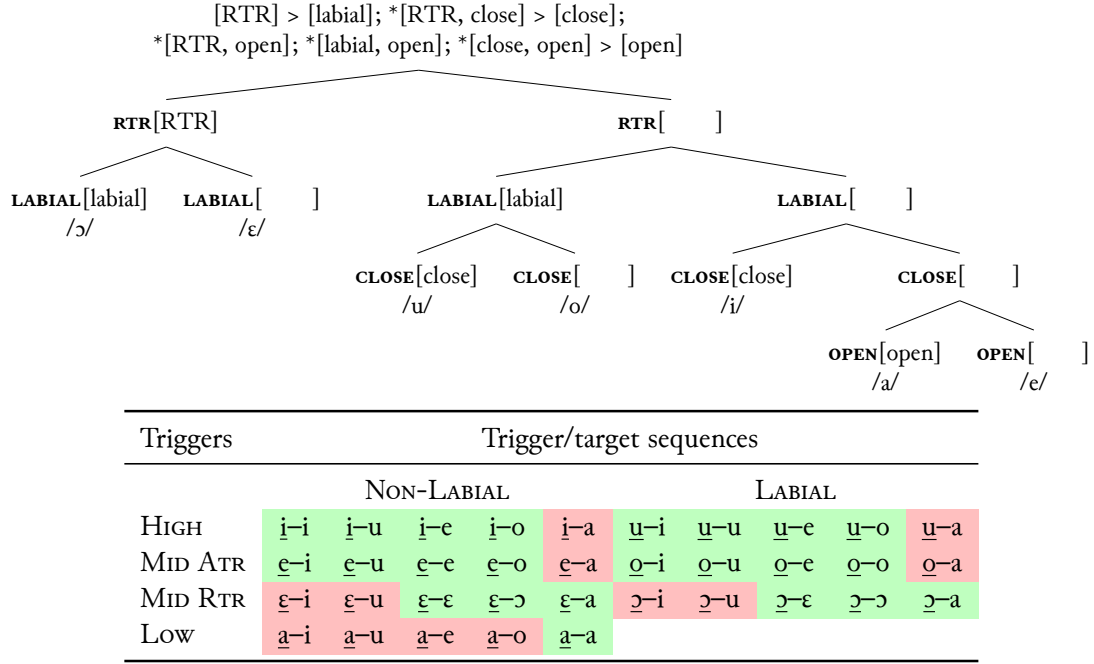 [RTR] > [labial]; *[RTR, close] > [close];
*[RTR, open]; *[labial, open]; *[close, open] > [open]
RTR[RTR] RTR[ ]
LABIAL[labial] LABIAL[ ] LABIAL[labial] LABIAL[ ]
/ɔ/ /ɛ/
CLOSE[close] CLOSE[ ] CLOSE[close] CLOSE[ ]
/u/ /o/ /i/
OPEN[open] OPEN[ ]
/a/ /e/
Triggers Trigger/target sequences
NON-LABIAL LABIAL
HIGH i–i i–u i–e i–o i–a u–i u–u u–e u–o u–a
MID ATR e–i e–u e–e e–o e–a o–i o–u o–e o–o o–a
MID RTR ɛ–i ɛ–u ɛ–ɛ ɛ–ɔ ɛ–a ɔ–i ɔ–u ɔ–ɛ ɔ–ɔ ɔ–a
LOW a–i a–u a–e a–o a–a